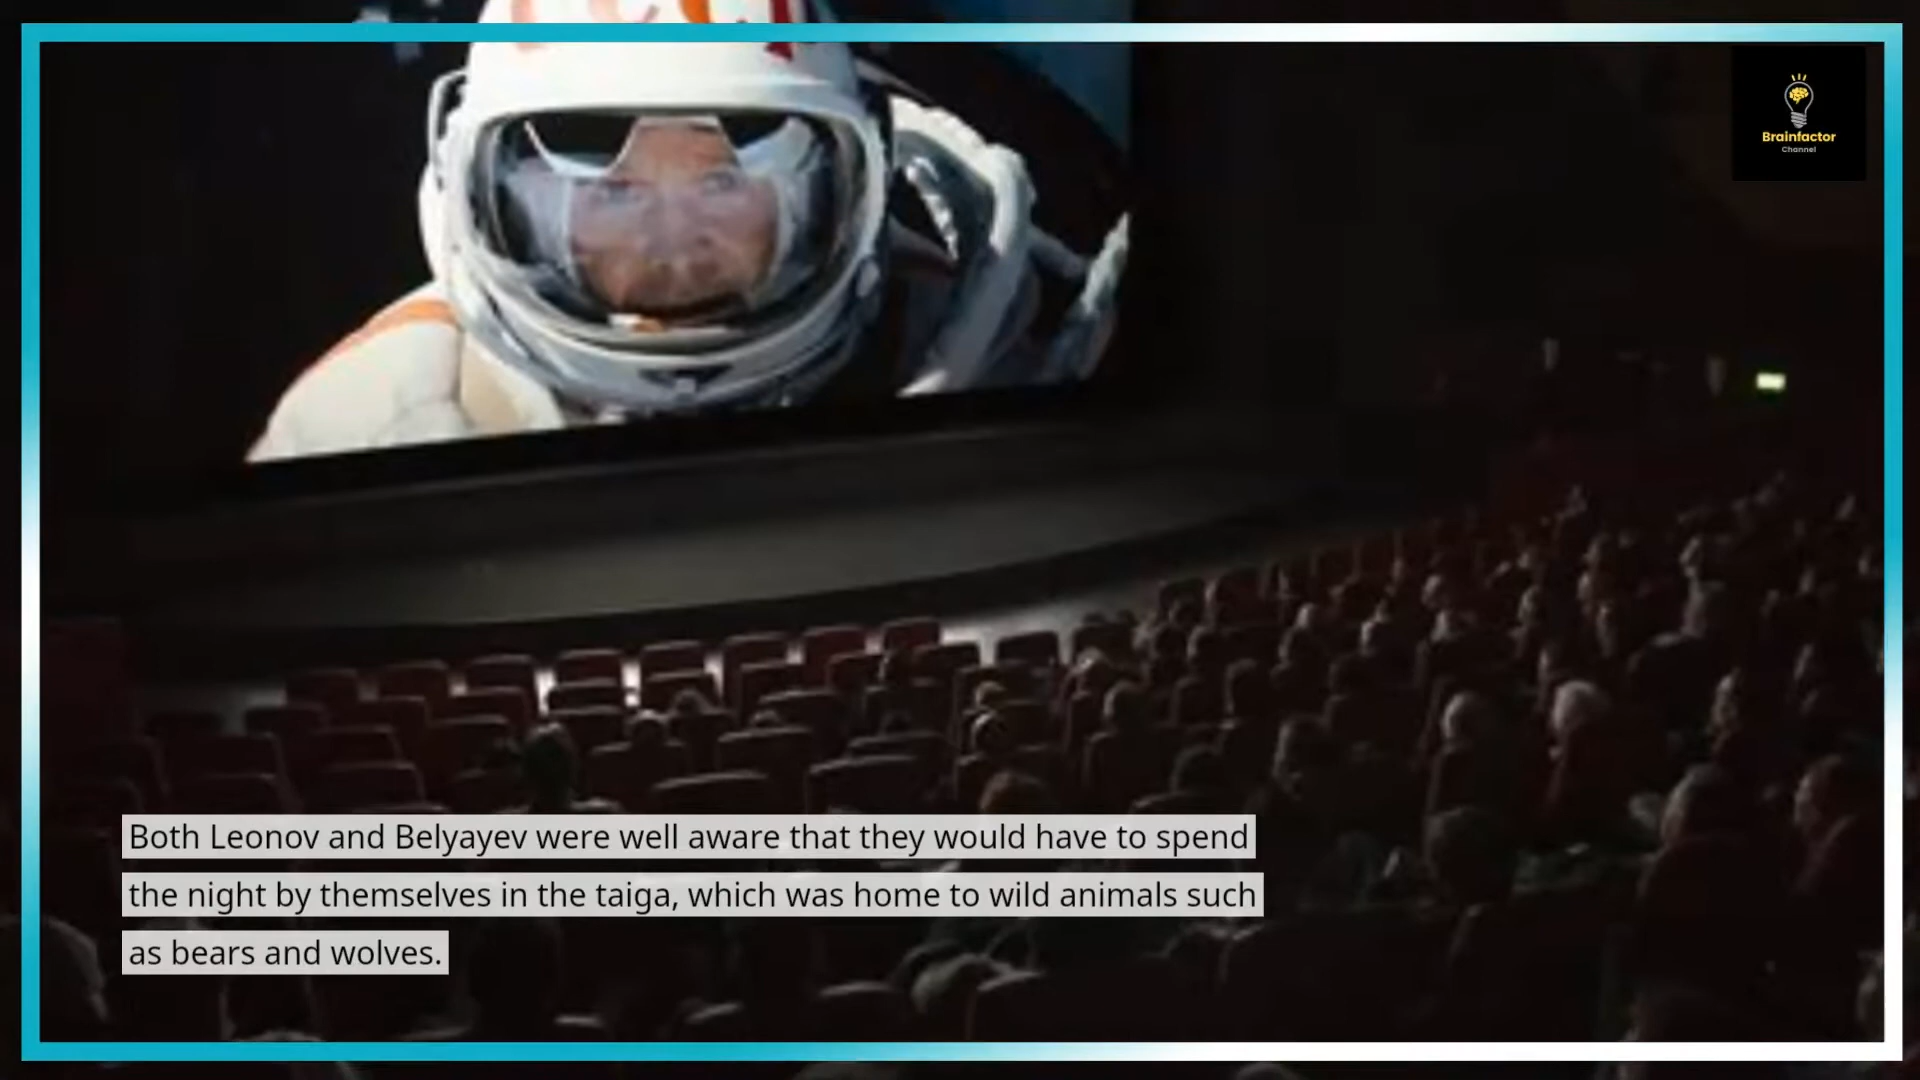 Brainfactor
Channel
Both Leonov and Belyayev were well aware that they would have to spend
the night by themselves in the taiga, which was home to wild animals such
as bears and wolves.